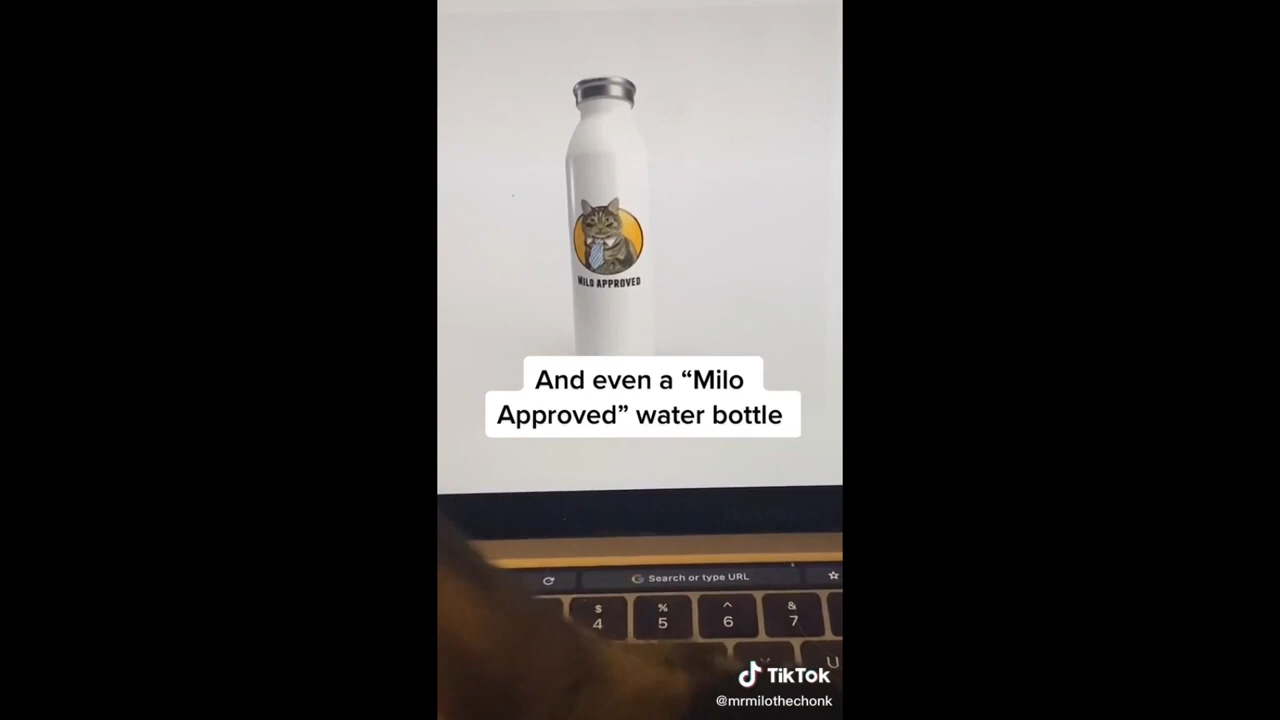 MILO APPROVED
And even a “Milo
Approved” water bottle
Search or type URL
$ % ^ &
4 5 6 7
U
TikTok
@mrmilothechonk